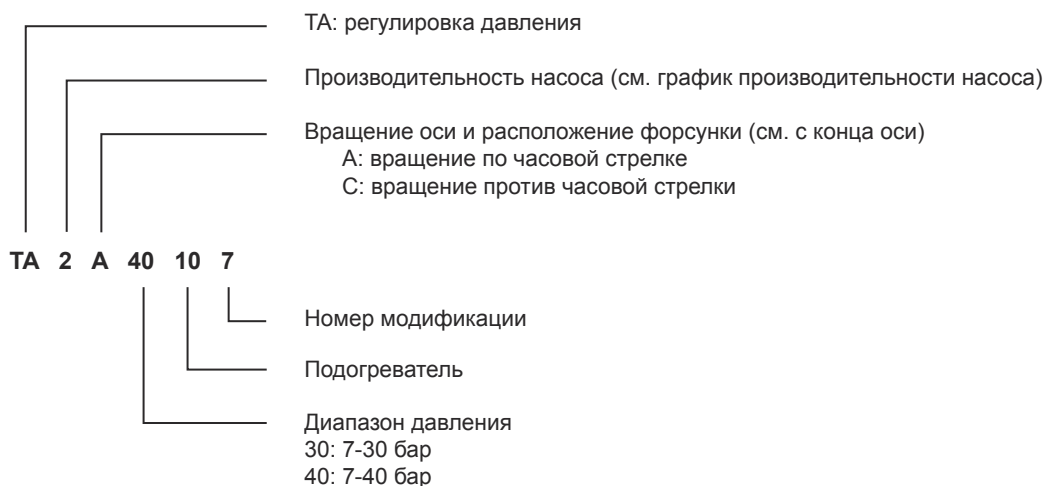 TA: регулировка давления
Производительность насоса (см. график производительности насоса)
Вращение оси и расположение форсунки (см. с конца оси)
A: вращение по часовой стрелке
C: вращение против часовой стрелки
TA 2 A 40 10 7
Номер модификации
Подогреватель
Диапазон давления
30: 7-30 бар
40: 7-40 бар